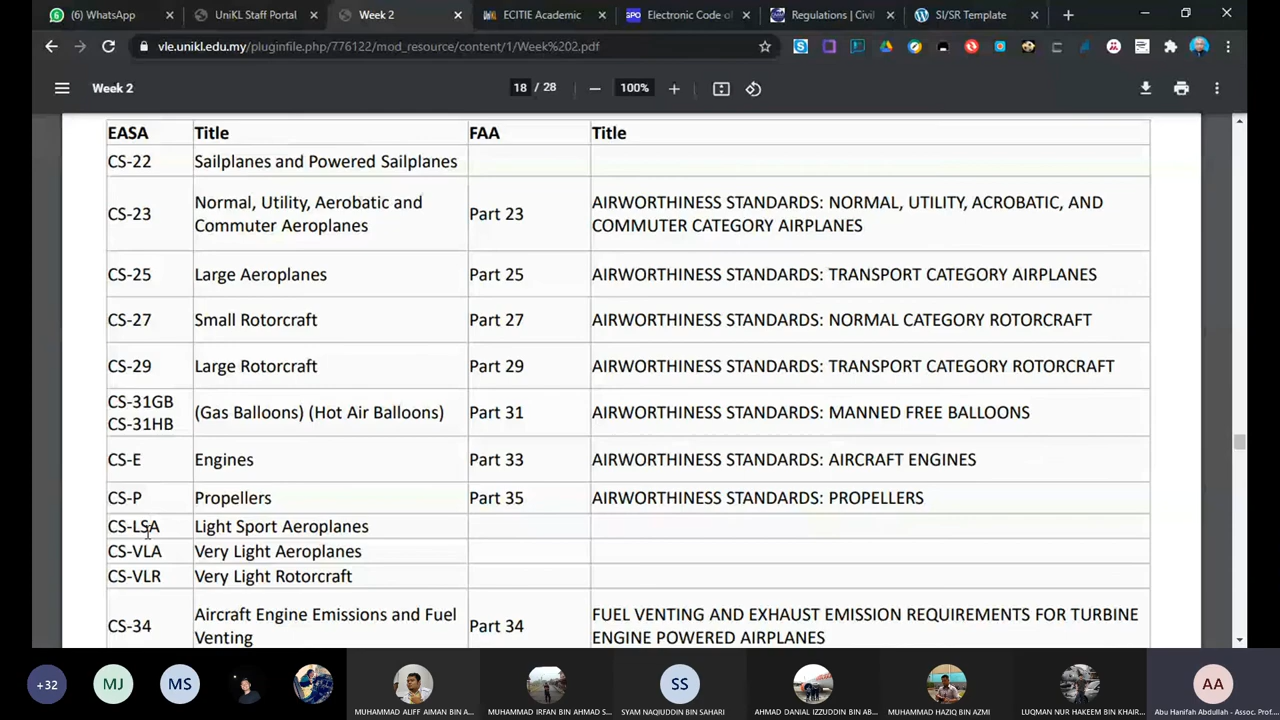 (6) WhatsApp
UniKL Staff Portal
Week 2
ECITIE Academic
Electronic Code of
Regulations | Civil
SI/SR Template
vle.unikl.edu.my/pluginfile.php/776122/mod_resource/content/1/Week%202.pdf
Week 2
18 / 28
100%
EASA Title FAA Title
CS-22 Sailplanes and Powered Sailplanes
CS-23 Normal, Utility, Aerobatic and Commuter Aeroplanes Part 23 AIRWORTHINESS STANDARDS: NORMAL, UTILITY, ACROBATIC, AND COMMUTER CATEGORY AIRPLANES
CS-25 Large Aeroplanes Part 25 AIRWORTHINESS STANDARDS: TRANSPORT CATEGORY AIRPLANES
CS-27 Small Rotorcraft Part 27 AIRWORTHINESS STANDARDS: NORMAL CATEGORY ROTORCRAFT
CS-29 Large Rotorcraft Part 29 AIRWORTHINESS STANDARDS: TRANSPORT CATEGORY ROTORCRAFT
CS-31GB
CS-31HB
(Gas Balloons) (Hot Air Balloons) Part 31 AIRWORTHINESS STANDARDS: MANNED FREE BALLOONS
CS-E Engines Part 33 AIRWORTHINESS STANDARDS: AIRCRAFT ENGINES
CS-P Propellers Part 35 AIRWORTHINESS STANDARDS: PROPELLERS
CS-LSA Light Sport Aeroplanes
CS-VLA Very Light Aeroplanes
CS-VLR Very Light Rotorcraft
CS-34 Aircraft Engine Emissions and Fuel Venting Part 34 FUEL VENTING AND EXHAUST EMISSION REQUIREMENTS FOR TURBINE ENGINE POWERED AIRPLANES
+32
MJ
MS
SS
AA
MUHAMMAD ALIFF AIMAN BIN A...
MUHAMMAD IRFAN BIN AHMAD S...
SYAM NAQIUDDIN BIN SAHARI
AHMAD DANIAL IZZUDDIN BIN AB...
MUHAMMAD HAZIQ BIN AZMI
LUQMAN NUR HAKEEM BIN KHAIR...
Abu Hanifah Abdullah - Assoc. Prof...